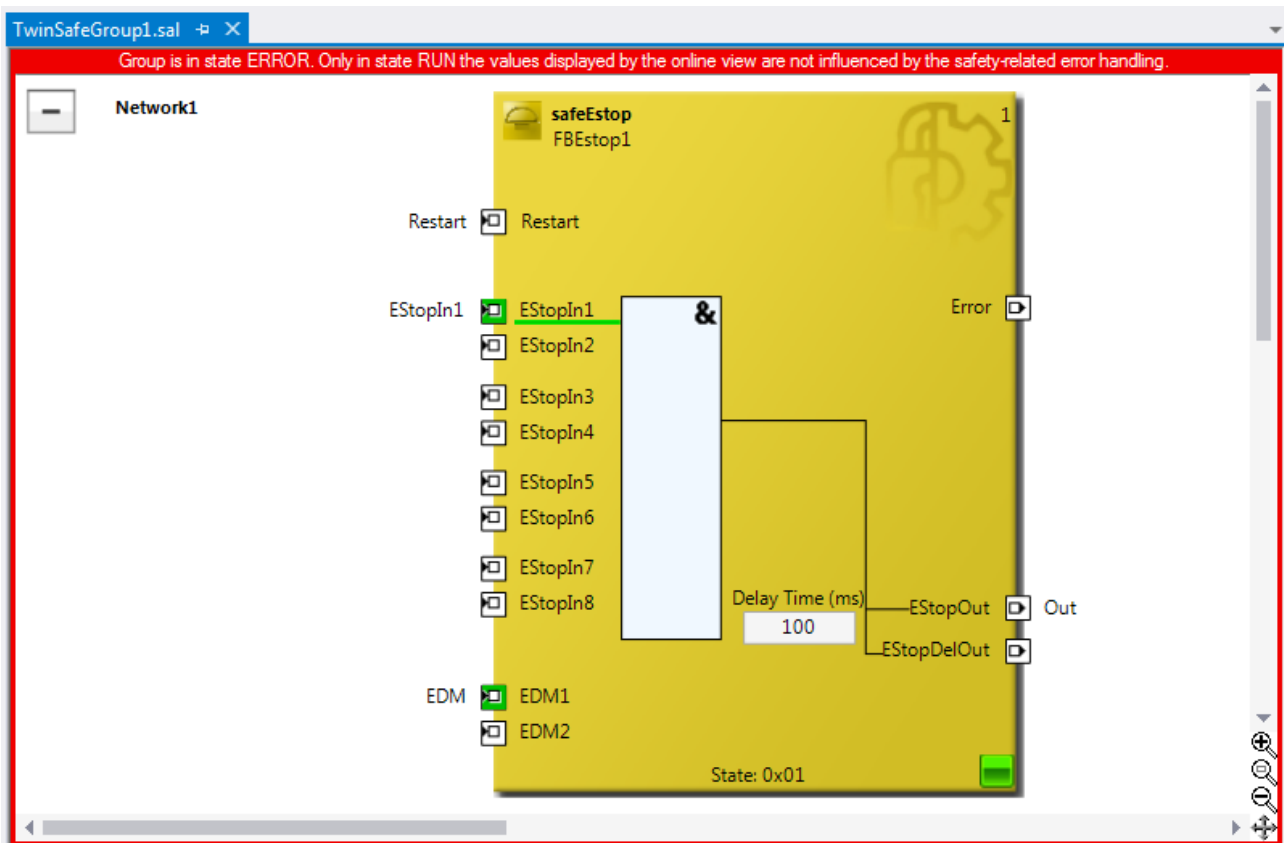 TwinSafeGroup1.sal
Group is in state ERROR. Only in state RUN the values displayed by the online view are not influenced by the safety-related error handling.
Network1
safeEstop
1
FBEstop1
Restart Restart
EStopIn1 EStopIn1 & Error
EStopIn2
EStopIn3
EStopIn4
EStopIn5
EStopIn6
EStopIn7
EStopIn8
Delay Time (ms)
100
EStopOut Out
EStopDelOut
EDM EDM1
EDM2
State: 0x01